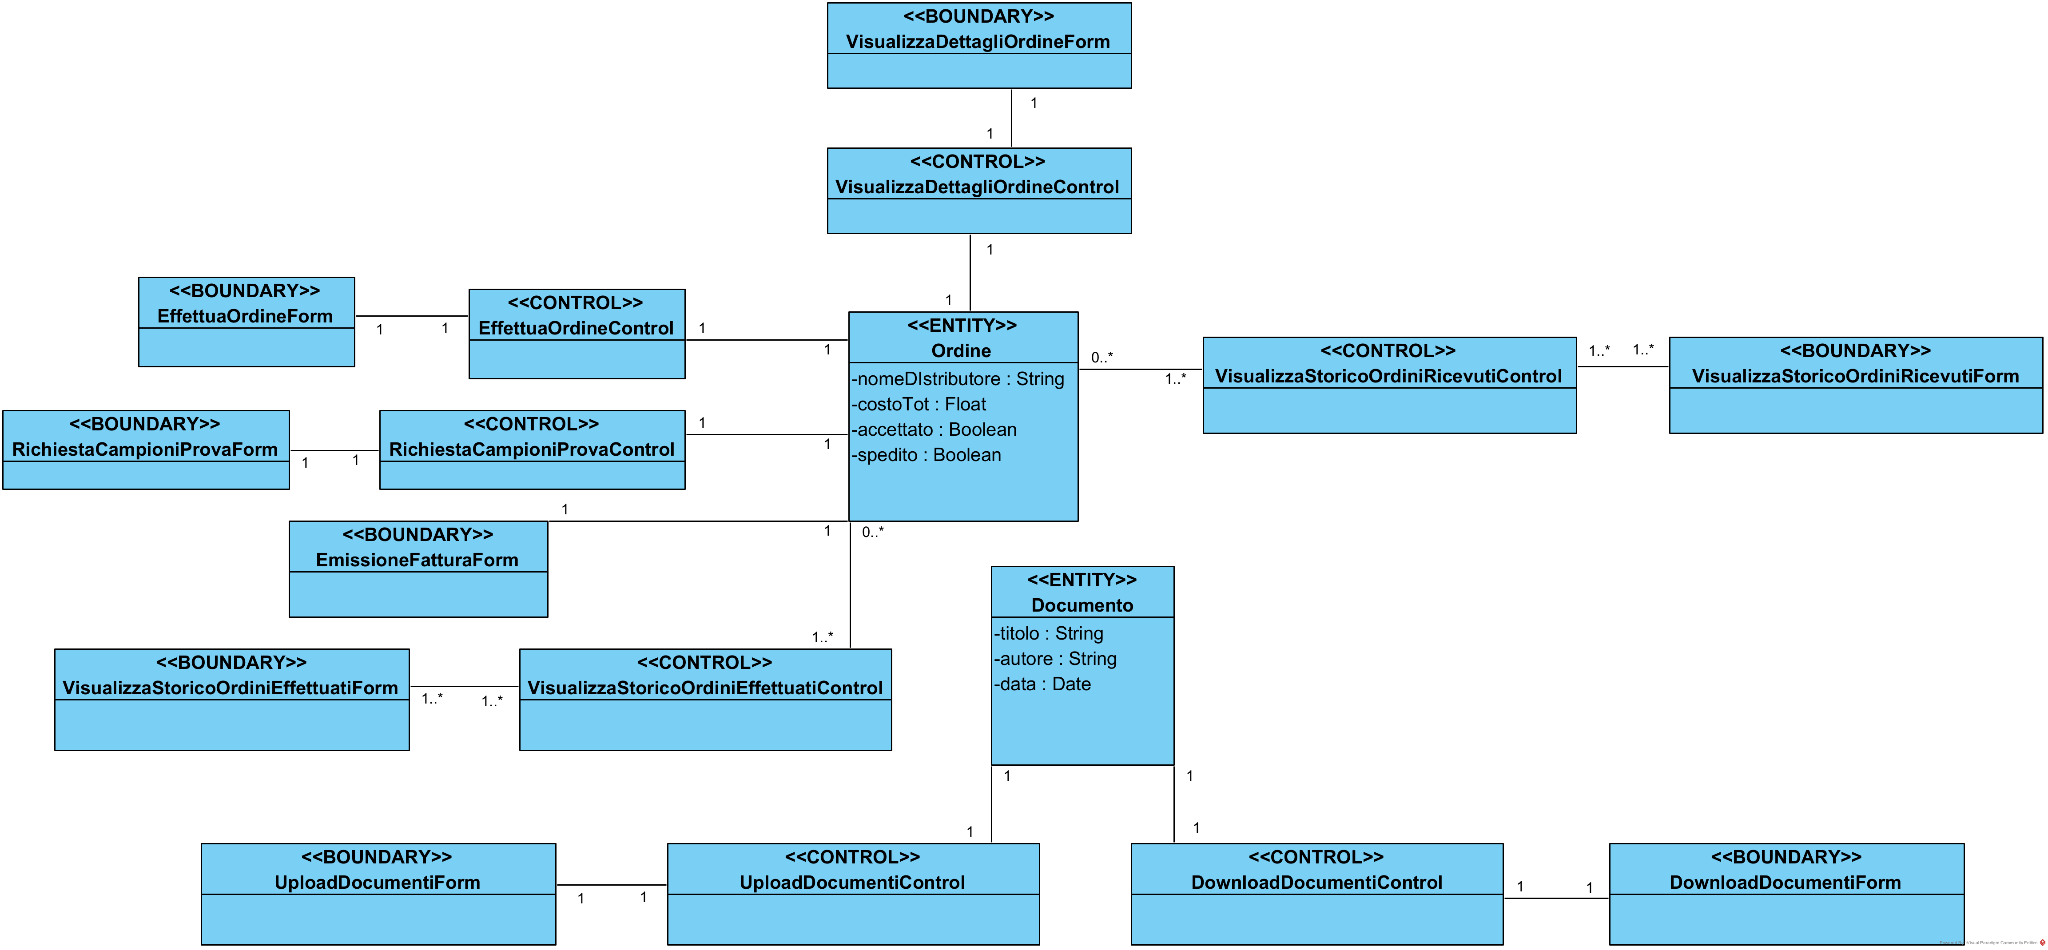 <<BOUNDARY>>
VisualizzaDettagliOrdineForm
1
1
<<CONTROL>>
VisualizzaDettagliOrdineControl
1
1
<<BOUNDARY>>
EffettuaOrdineForm
1
1
<<CONTROL>>
EffettuaOrdineControl
1
1
<<ENTITY>>
Ordine
-nomeDIstributore : String
-costoTot : Float
-accettato : Boolean
-spedito : Boolean
0..*
1..*
<<CONTROL>>
VisualizzaStoricoOrdiniRicevutiControl
1..*
1..*
<<BOUNDARY>>
VisualizzaStoricoOrdiniRicevutiForm
<<BOUNDARY>>
RichiestaCampioniProvaForm
1
1
<<CONTROL>>
RichiestaCampioniProvaControl
1
1
<<BOUNDARY>>
EmissioneFatturaForm
1
1
0..*
1..*
<<BOUNDARY>>
VisualizzaStoricoOrdiniEffettuatiForm
1..*
1..*
<<CONTROL>>
VisualizzaStoricoOrdiniEffettuatiControl
<<ENTITY>>
Documento
-titolo : String
-autore : String
-data : Date
1
1
1
1
<<BOUNDARY>>
UploadDocumentiForm
1
1
<<CONTROL>>
UploadDocumentiControl
<<CONTROL>>
DownloadDocumentiControl
1
1
<<BOUNDARY>>
DownloadDocumentiForm